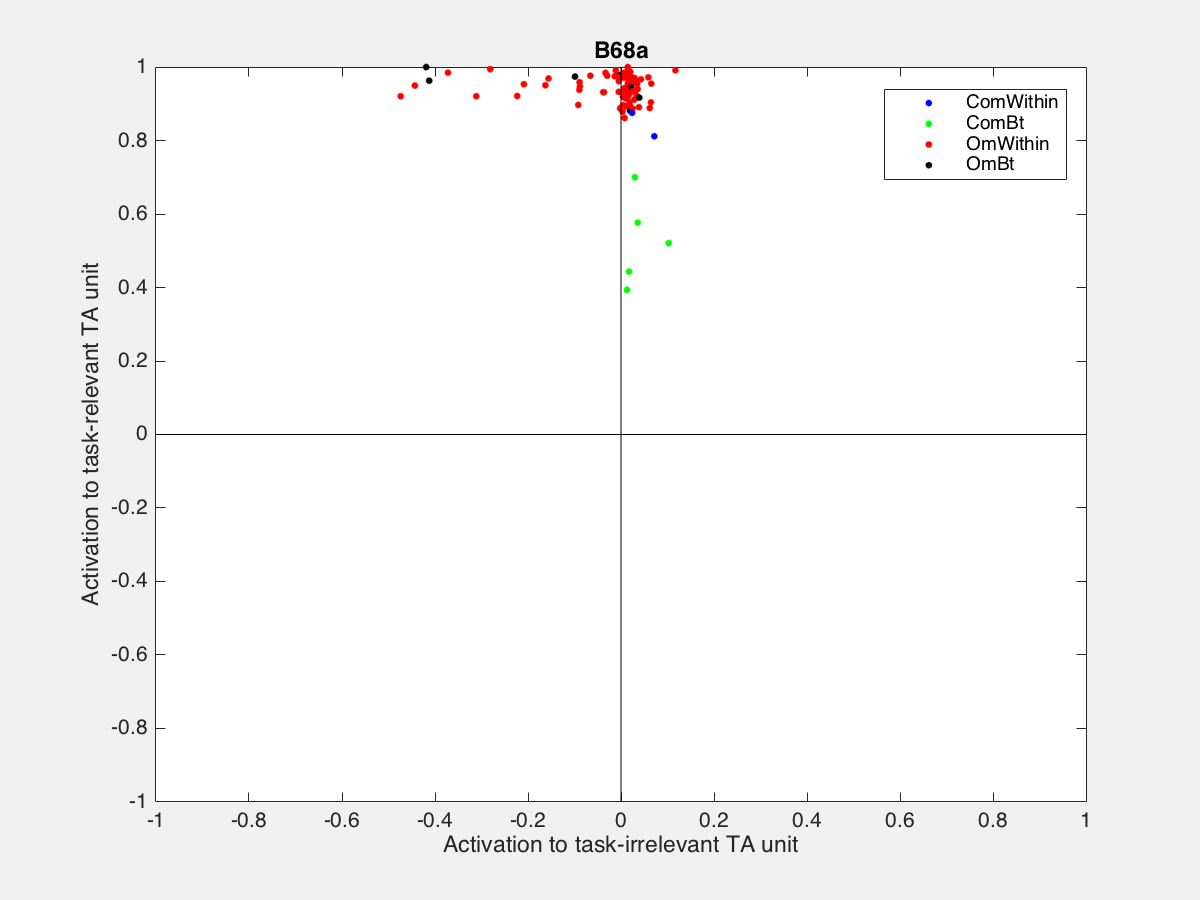 B68a
ComWithin
ComBt
OmWithin
OmBt
Activation to task-relevant TA unit
1
0.8
0.6
0.4
0.2
0
-0.2
-0.4
-0.6
-0.8
-1
-1 -0.8 -0.6 -0.4 -0.2 0 0.2 0.4 0.6 0.8 1
Activation to task-irrelevant TA unit